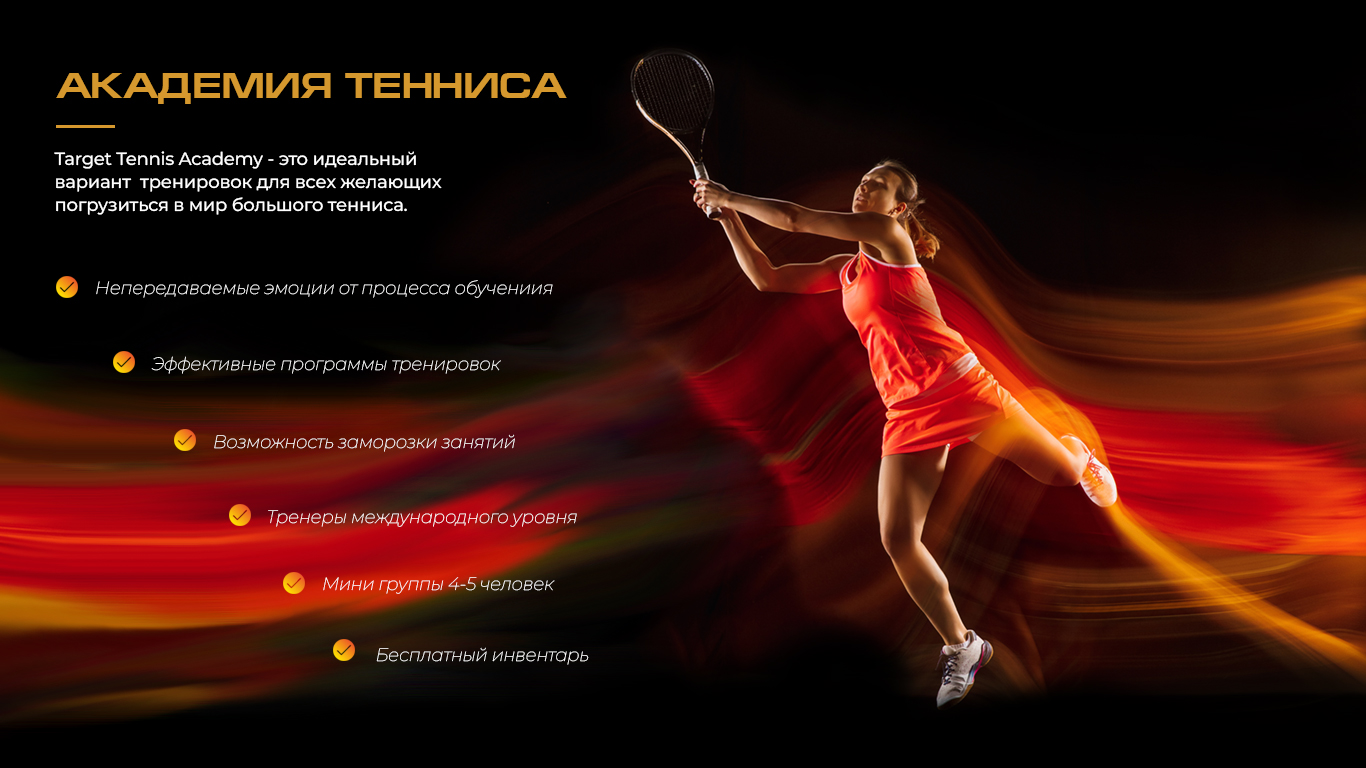 АКАДЕМИЯ ТЕННИСА
Target Tennis Academy - это идеальный
вариант  тренировок для всех желающих
погрузиться в мир большого тенниса.
Непередаваемые эмоции от процесса обучениия
Эффективные программы тренировок
Возможность заморозки занятий
Тренеры международного уровня
Мини группы 4-5 человек
Бесплатный инвентарь